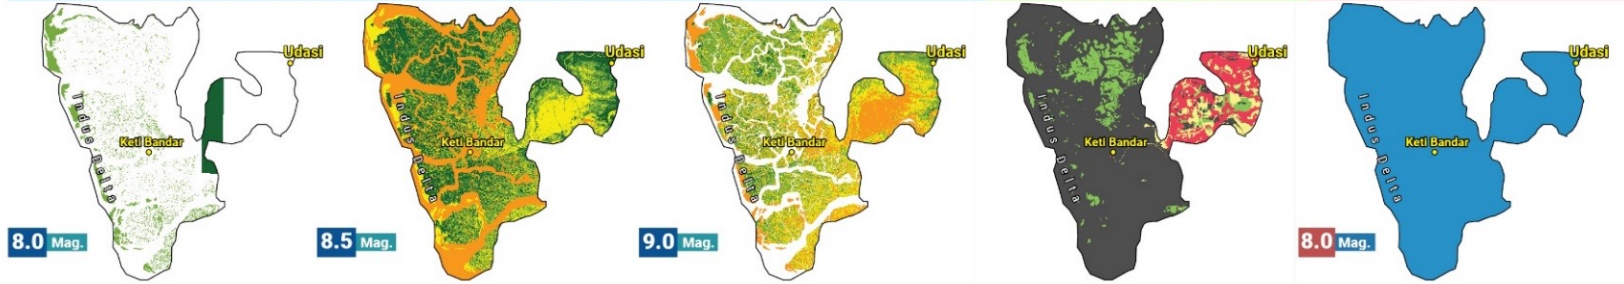 Udasi
Indus Delta
Keti Bandar
8.0 Mag.
Udasi
Indus Delta
Keti Bandar
8.5 Mag.
Udasi
Indus Delta
Keti Bandar
9.0 Mag.
Udasi
Indus Delta
Keti Bandar
Udasi
Indus Delta
Keti Bandar
8.0 Mag.